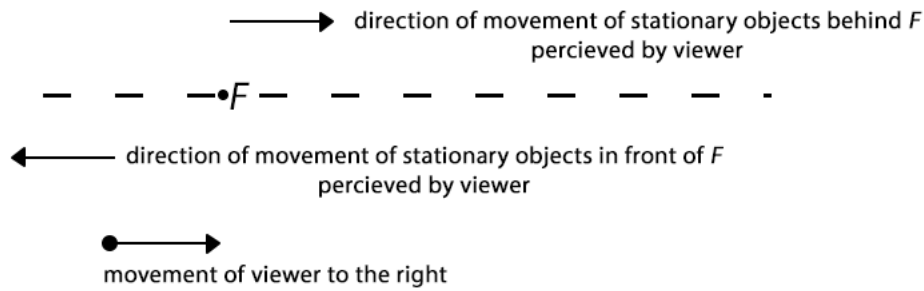 direction of movement of stationary objects behind F
percieved by viewer
F
direction of movement of stationary objects in front of F
percieved by viewer
movement of viewer to the right